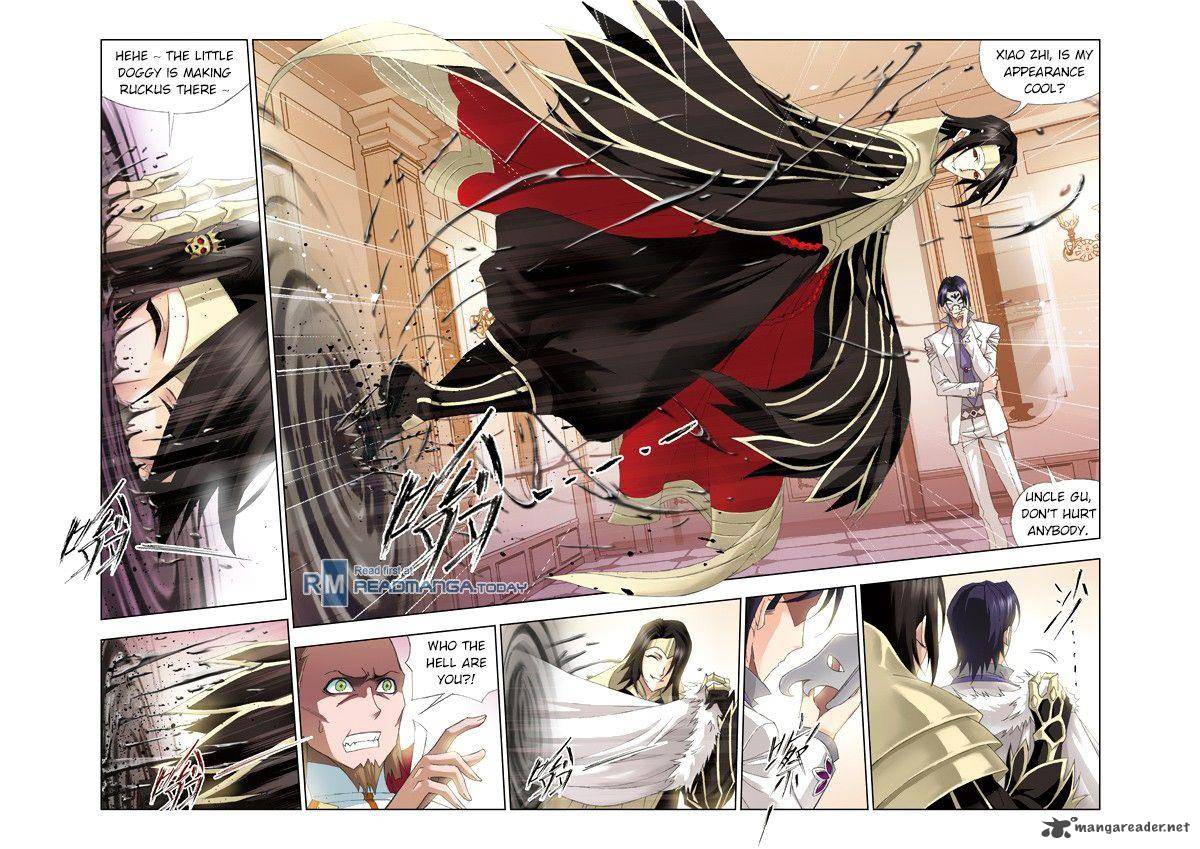 HEHE ~ THE LITTLE
DOGGY IS MAKING
RUCKUS THERE ~
XIAO ZHI, IS MY
APPEARANCE
COOL?
UNCLE GU,
DON'T HURT
ANYBODY.
RM
Read first at
READMANGA.TODAY
WHO THE
HELL ARE
YOU?!
mangareader.net